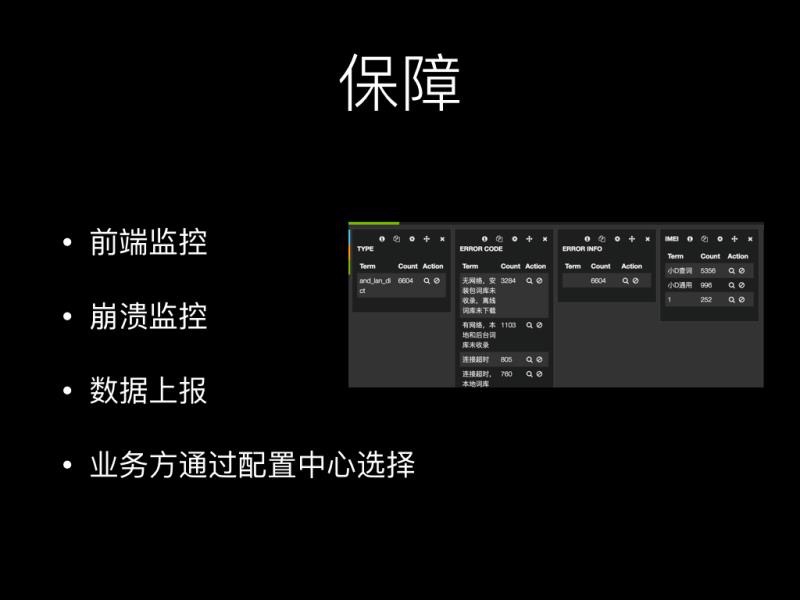 保障
• 前端监控
• 崩溃监控
• 数据上报
• 业务方通过配置中心选择
TYPE
Term Count Action
and_lan_di 6604
ct
ERROR CODE
Term Count Action
无网络，安 3284
装包词库未
收录，离线
词库未下载
有网络，本 1103
地和后台词
库未收录
连接超时 805
连接超时， 760
本地词库
ERROR INFO
Term Count Action
6604
IMEI
Term Count Action
小D查词 5356
小D通用 996
1 252